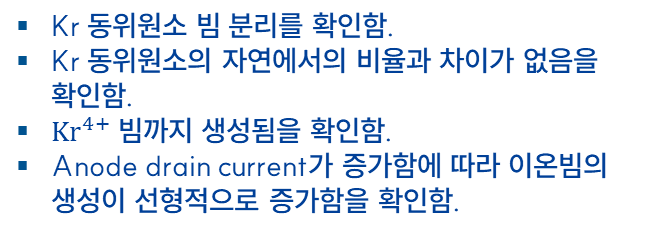 ▪ Kr 동위원소 빔 분리를 확인함.
▪ Kr 동위원소의 자연에서의 비율과 차이가 없음을
확인함.
▪ Kr⁴⁺ 빔까지 생성됨을 확인함.
▪ Anode drain current가 증가함에 따라 이온빔의
생성이 선형적으로 증가함을 확인함.